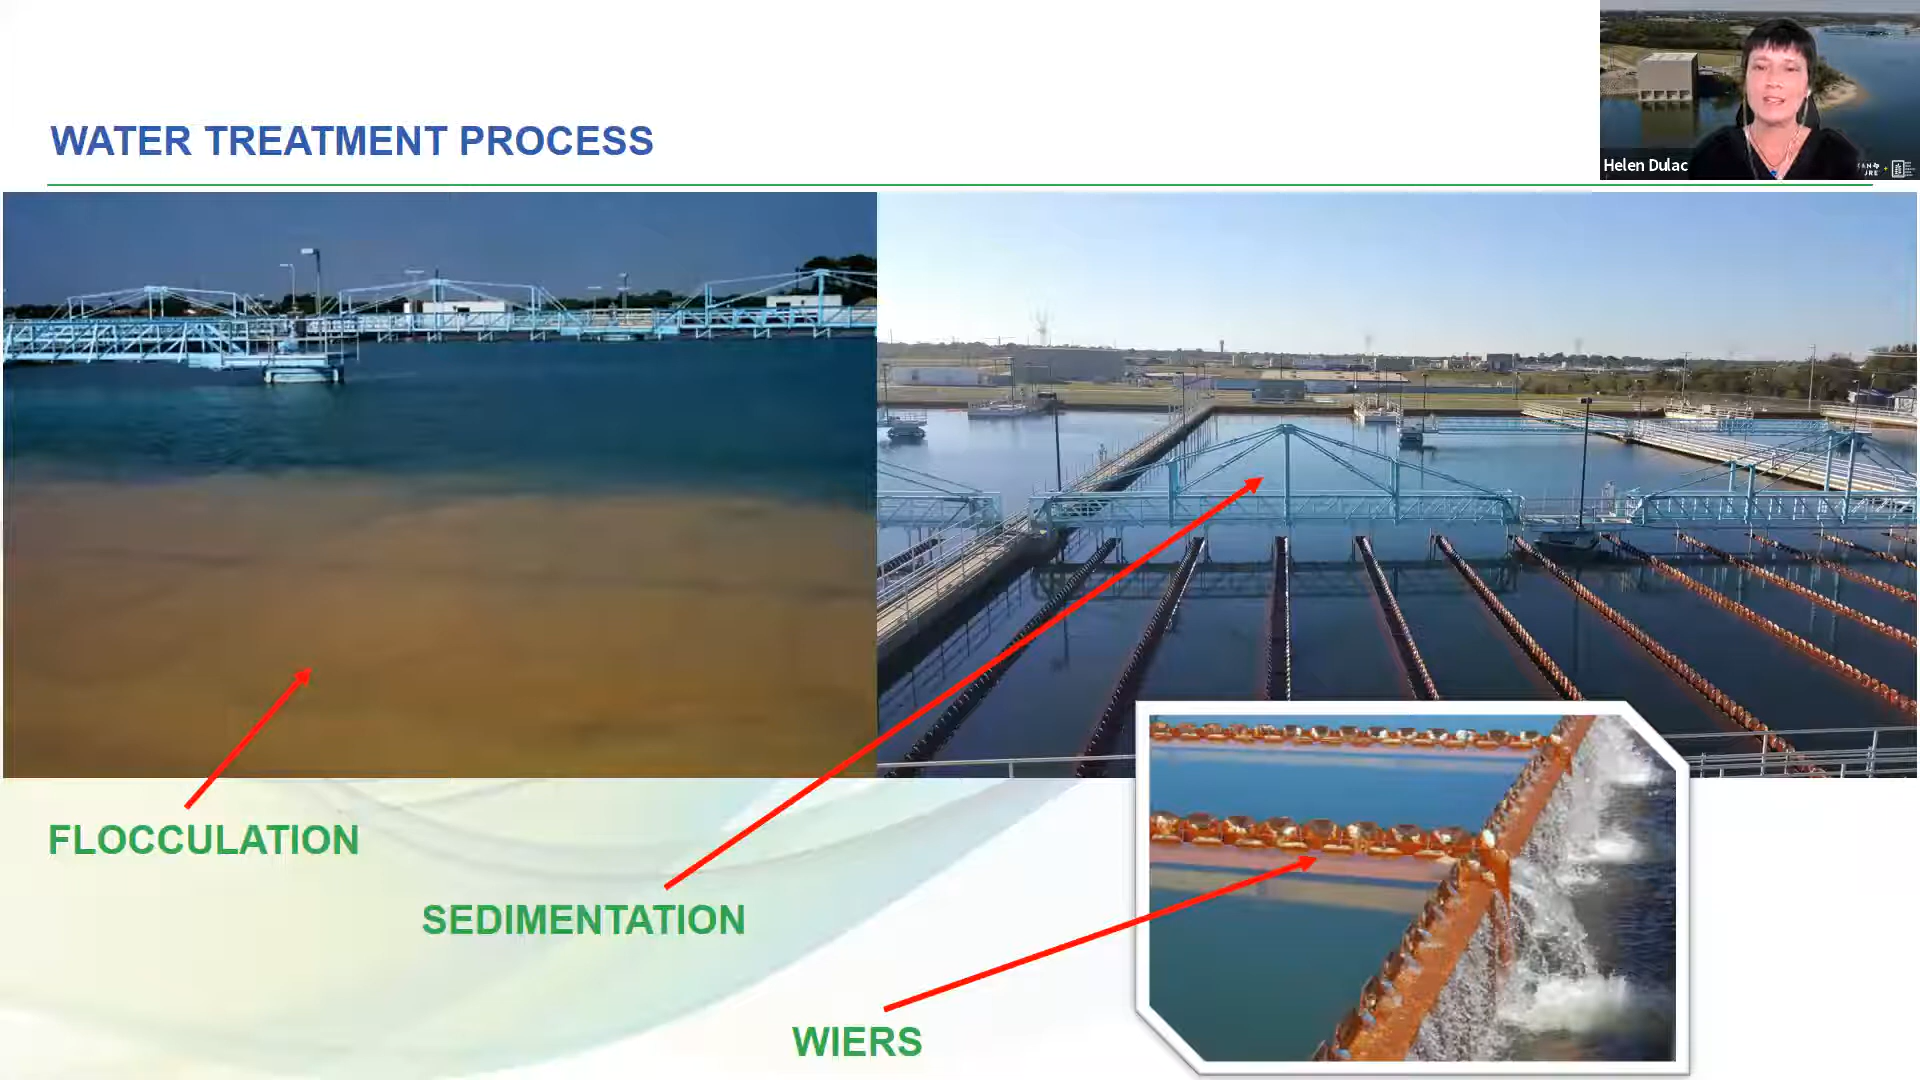 WATER TREATMENT PROCESS
Helen Dulac
FLOCCULATION
SEDIMENTATION
WIERS